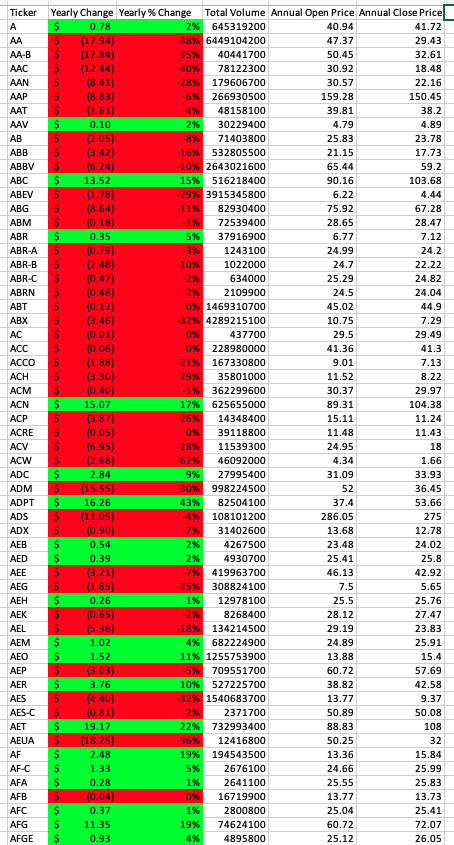 Ticker Yearly Change Yearly % Change Total Volume Annual Open Price Annual Close Price
A $ 0.78 2% 645319200 40.94 41.72
AA $ (17.94) -38% 6449104200 47.37 29.43
AA-B $ (17.84) -35% 40441700 50.45 32.61
AAC $ (12.44) -40% 78122300 30.92 18.48
AAN $ (8.41) -28% 179606700 30.57 22.16
AAP $ (8.83) -6% 266930500 159.28 150.45
AAT $ (1.61) -4% 48158100 39.81 38.2
AAV $ 0.10 2% 30229400 4.79 4.89
AB $ (2.05) -8% 71403800 25.83 23.78
ABB $ (3.42) -16% 532805500 21.15 17.73
ABBV $ (6.24) -10% 2643021600 65.44 59.2
ABC $ 13.52 15% 516218400 90.16 103.68
ABEV $ (1.78) -29% 3915345800 6.22 4.44
ABG $ (8.64) -11% 82930400 75.92 67.28
ABM $ (0.18) -1% 72539400 28.65 28.47
ABR $ 0.35 5% 37916900 6.77 7.12
ABR-A $ (0.79) -3% 1243100 24.99 24.2
ABR-B $ (2.48) -10% 1022000 24.7 22.22
ABR-C $ (0.47) -2% 634000 25.29 24.82
ABRN $ (0.46) -2% 2109900 24.5 24.04
ABT $ (0.12) 0% 1469310700 45.02 44.9
ABX $ (3.46) -32% 4289215100 10.75 7.29
AC $ (0.01) 0% 437700 29.5 29.49
ACC $ (0.06) 0% 228980000 41.36 41.3
ACCO $ (1.88) -21% 167330800 9.01 7.13
ACH $ (3.30) -29% 35801000 11.52 8.22
ACM $ (0.40) -1% 362299600 30.37 29.97
ACN $ 15.07 17% 625655000 89.31 104.38
ACP $ (3.87) -26% 14348400 15.11 11.24
ACRE $ (0.05) 0% 39118800 11.48 11.43
ACV $ (6.95) -28% 11539300 24.95 18
ACW $ (2.68) -62% 46092000 4.34 1.66
ADC $ 2.84 9% 27995400 31.09 33.93
ADM $ (15.55) -30% 998224500 52 36.45
ADPT $ 16.26 43% 82504100 37.4 53.66
ADS $ (11.05) -4% 108101200 286.05 275
ADX $ (0.90) -7% 31402600 13.68 12.78
AEB $ 0.54 2% 4267500 23.48 24.02
AED $ 0.39 2% 4930700 25.41 25.8
AEE $ (3.21) -7% 419963700 46.13 42.92
AEG $ (1.85) -25% 308824100 7.5 5.65
AEH $ 0.26 1% 12978100 25.5 25.76
AEK $ (0.65) -2% 8268400 28.12 27.47
AEL $ (5.36) -18% 134214500 29.19 23.83
AEM $ 1.02 4% 682224900 24.89 25.91
AEO $ 1.52 11% 1255753900 13.88 15.4
AEP $ (3.03) -5% 709551700 60.72 57.69
AER $ 3.76 10% 527225700 38.82 42.58
AES $ (4.40) -32% 1540683700 13.77 9.37
AES-C $ (0.81) -2% 2371700 50.89 50.08
AET $ 19.17 22% 732993400 88.83 108
AEUA $ (18.25) -36% 12416800 50.25 32
AF $ 2.48 19% 194543500 13.36 15.84
AF-C $ 1.33 5% 2676100 24.66 25.99
AFA $ 0.28 1% 2641100 25.55 25.83
AFB $ (0.04) 0% 16719900 13.77 13.73
AFC $ 0.37 1% 2800800 25.04 25.41
AFG $ 11.35 19% 74624100 60.72 72.07
AFGE $ 0.93 4% 4895800 25.12 26.05